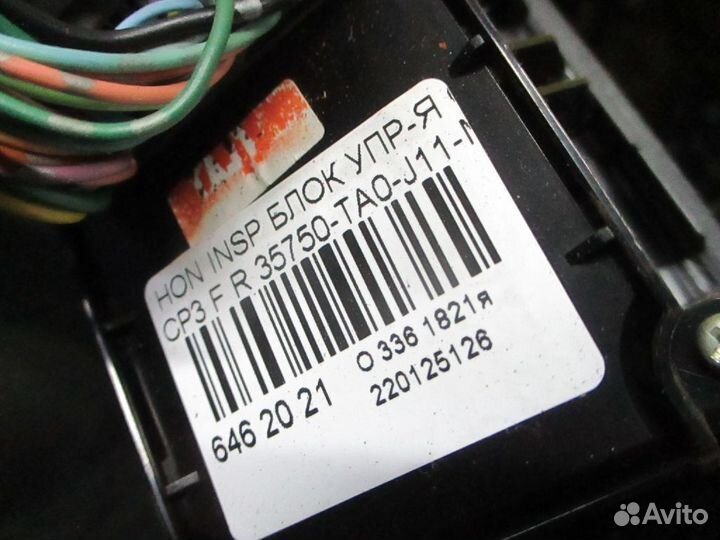 HON INSP БЛОК УПР-Я
CP3 F R 35750-TA0-J11-
646 20 21
О 336 1821я
220125126
Avito